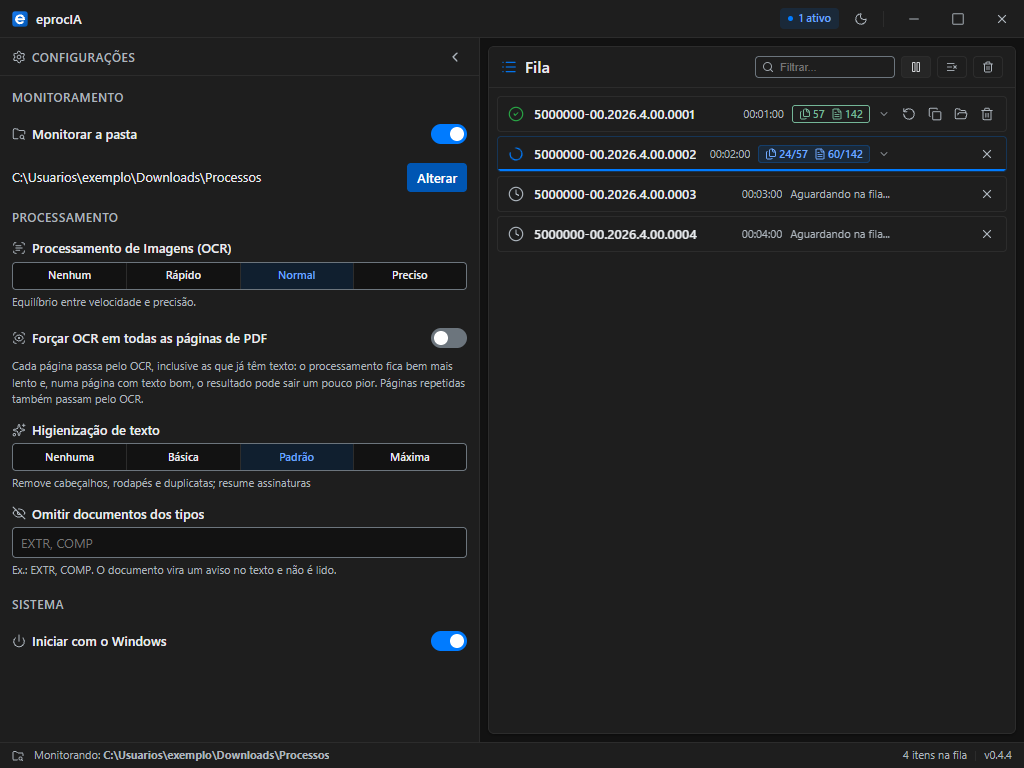 eprocIA
1 ativo
CONFIGURAÇÕES
MONITORAMENTO
Monitorar a pasta
C:\Usuarios\exemplo\Downloads\Processos
Alterar
PROCESSAMENTO
Processamento de Imagens (OCR)
Nenhum Rápido Normal Preciso
Equilíbrio entre velocidade e precisão.
Forçar OCR em todas as páginas de PDF
Cada página passa pelo OCR, inclusive as que já têm texto: o processamento fica bem mais
lento e, numa página com texto bom, o resultado pode sair um pouco pior. Páginas repetidas
também passam pelo OCR.
Higienização de texto
Nenhuma Básica Padrão Máxima
Remove cabeçalhos, rodapés e duplicatas; resume assinaturas
Omitir documentos dos tipos
EXTR, COMP
Ex.: EXTR, COMP. O documento vira um aviso no texto e não é lido.
SISTEMA
Iniciar com o Windows
Fila
Filtrar...
5000000-00.2026.4.00.0001 00:01:00 57 142
5000000-00.2026.4.00.0002 00:02:00 24/57 60/142
5000000-00.2026.4.00.0003 00:03:00 Aguardando na fila...
5000000-00.2026.4.00.0004 00:04:00 Aguardando na fila...
Monitorando: C:\Usuarios\exemplo\Downloads\Processos
4 itens na fila v0.4.4